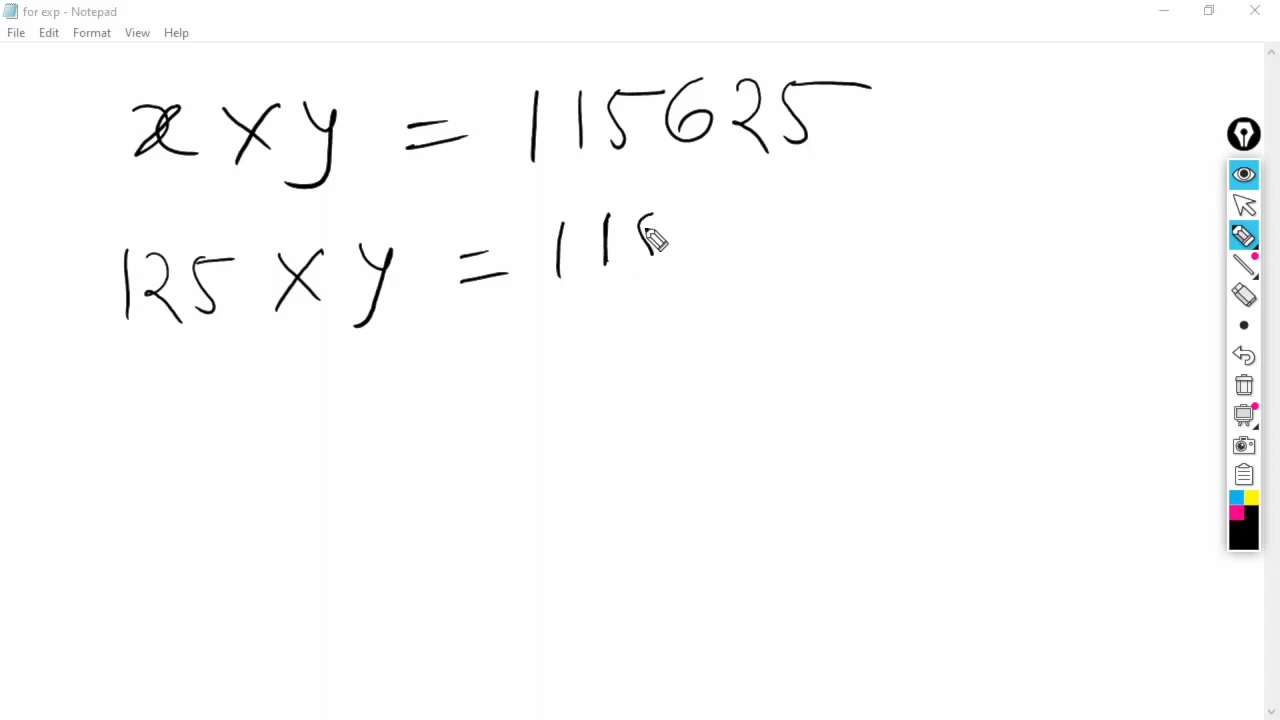 for exp - Notepad
File Edit Format View Help
x x y = 115625
125 x y = 11